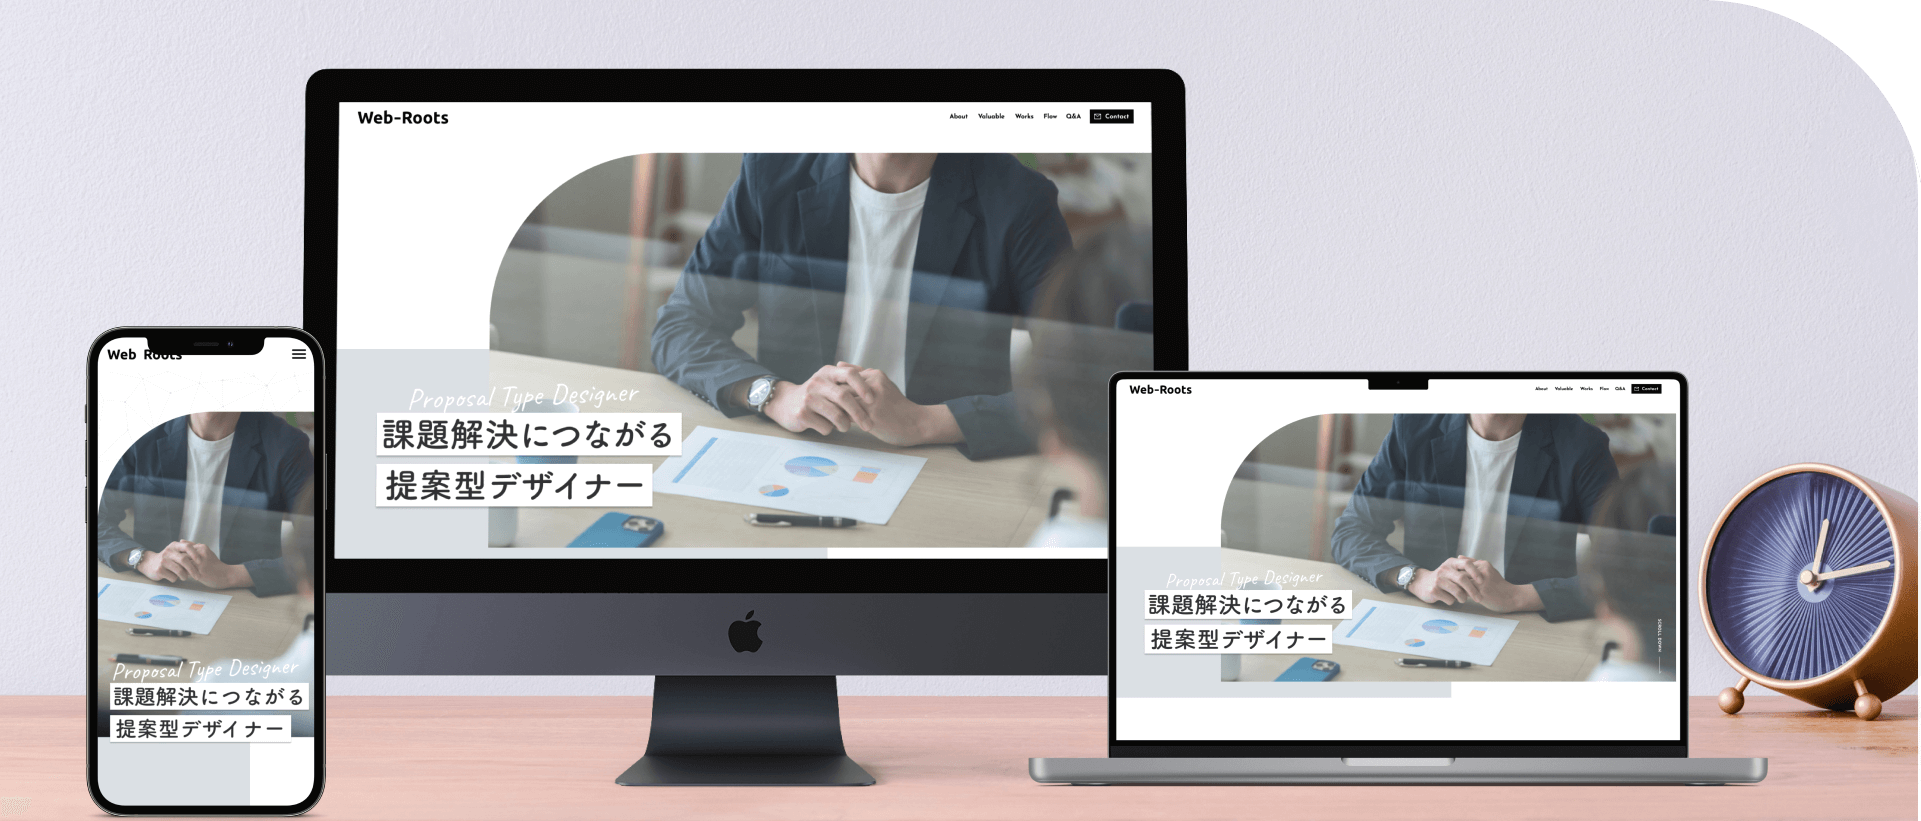 Web-Roots
About Valuable Works Flow Q&A Contact
Proposal Type Designer
課題解決につながる
提案型デザイナー
Web Roots
Proposal Type Designer
課題解決につながる
提案型デザイナー
Web-Roots
About Valuable Works Flow Q&A Contact
Proposal Type Designer
課題解決につながる
提案型デザイナー
SCROLL DOWN